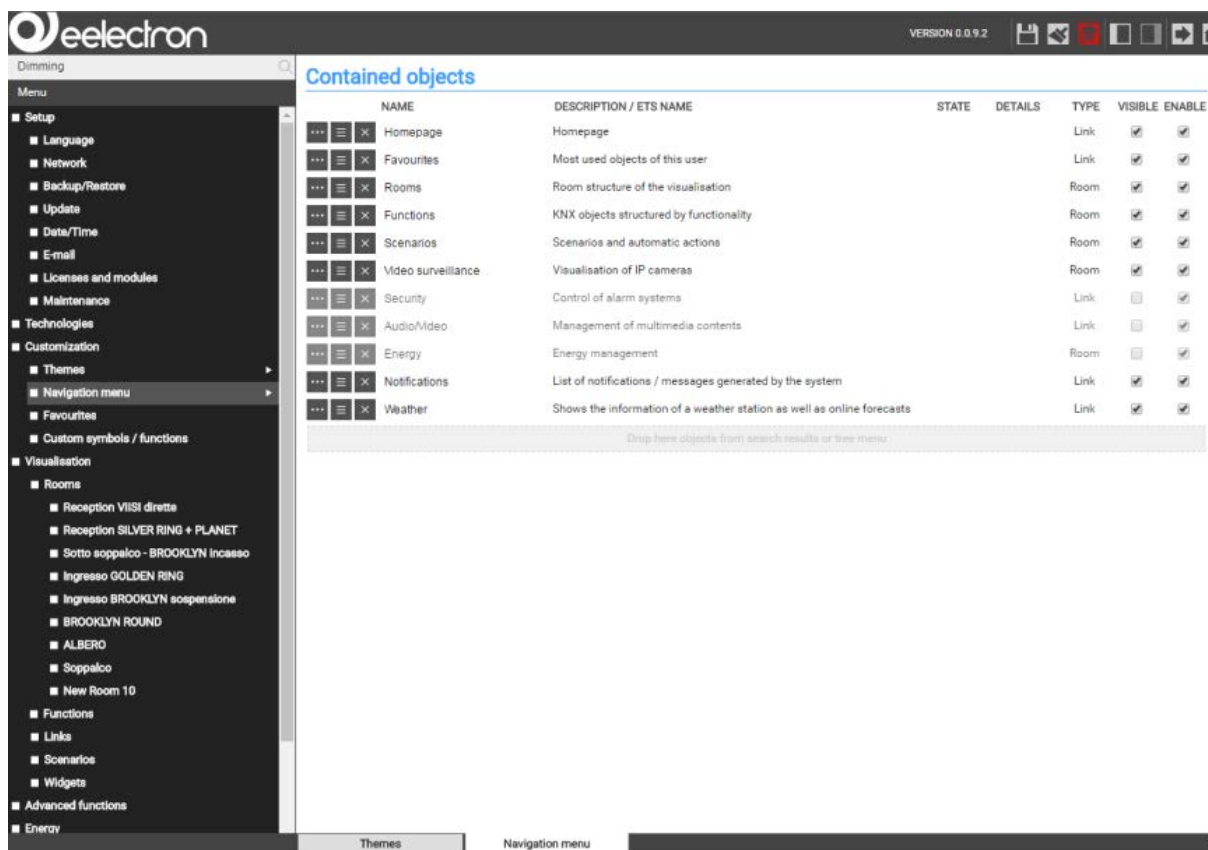 eelectron
VERSION 0.0.9.2
Dimming
Menu
Setup
Language
Network
Backup/Restore
Update
Date/Time
E-mail
Licenses and modules
Maintenance
Technologies
Customization
Themes
Navigation menu
Favourites
Custom symbols / functions
Visualisation
Rooms
Reception VIISI dirette
Reception SILVER RING + PLANET
Sotto soppalco - BROOKLYN incasso
Ingresso GOLDEN RING
Ingresso BROOKLYN sospensione
BROOKLYN ROUND
ALBERO
Soppalco
New Room 10
Functions
Links
Scenarios
Widgets
Advanced functions
Energy
Contained objects
NAME DESCRIPTION / ETS NAME STATE DETAILS TYPE VISIBLE ENABLE
Homepage Homepage Link
Favourites Most used objects of this user Link
Rooms Room structure of the visualisation Room
Functions KNX objects structured by functionality Room
Scenarios Scenarios and automatic actions Room
Video surveillance Visualisation of IP cameras Room
Security Control of alarm systems Link
Audio/Video Management of multimedia contents Link
Energy Energy management Room
Notifications List of notifications / messages generated by the system Link
Weather Shows the information of a weather station as well as online forecasts Link
Drop here objects from search results or tree menu
Themes Navigation menu